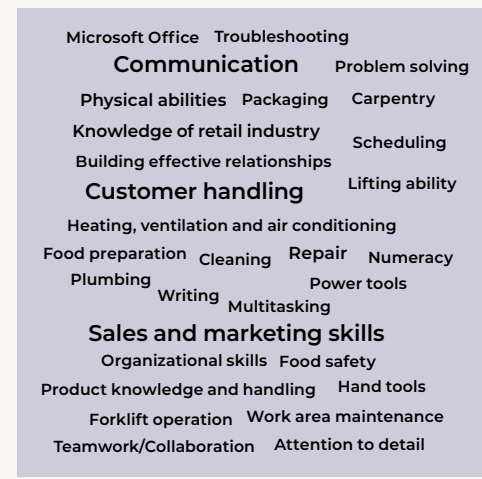 Microsoft Office Troubleshooting
Communication Problem solving
Physical abilities Packaging Carpentry
Knowledge of retail industry Scheduling
Building effective relationships
Customer handling Lifting ability
Heating, ventilation and air conditioning
Food preparation Cleaning Repair Numeracy
Plumbing Writing Power tools
Multitasking
Sales and marketing skills
Organizational skills Food safety
Product knowledge and handling Hand tools
Forklift operation Work area maintenance
Teamwork/Collaboration Attention to detail